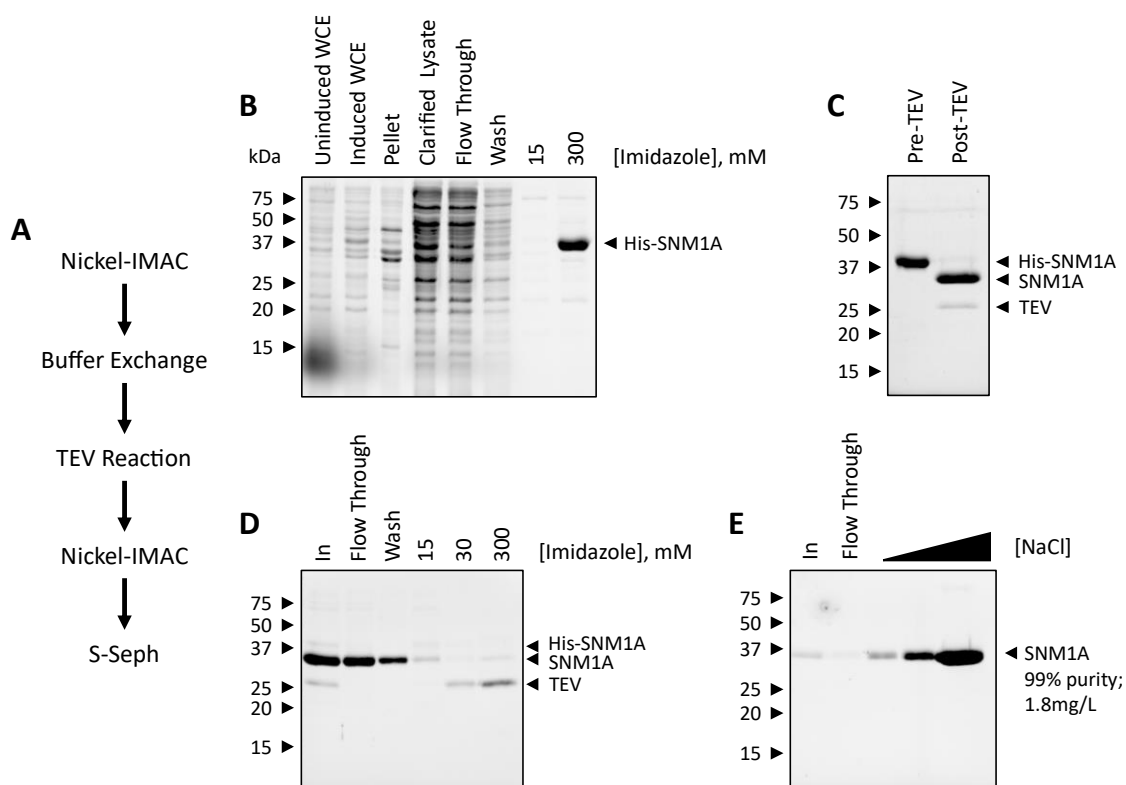 A
Nickel-IMAC
Buffer Exchange
TEV Reaction
Nickel-IMAC
S-Seph
B
kDa
Uninduced WCE
Induced WCE
Pellet
Clarified Lysate
Flow Through
Wash
15
300
[Imidazole], mM
75
50
37
25
20
15
His-SNM1A
C
Pre-TEV
Post-TEV
75
50
37
25
20
15
His-SNM1A
SNM1A
TEV
D
In
Flow Through
Wash
15
30
300
[Imidazole], mM
75
50
37
25
20
15
His-SNM1A
SNM1A
TEV
E
In
Flow Through
[NaCl]
75
50
37
25
20
15
SNM1A
99% purity;
1.8mg/L